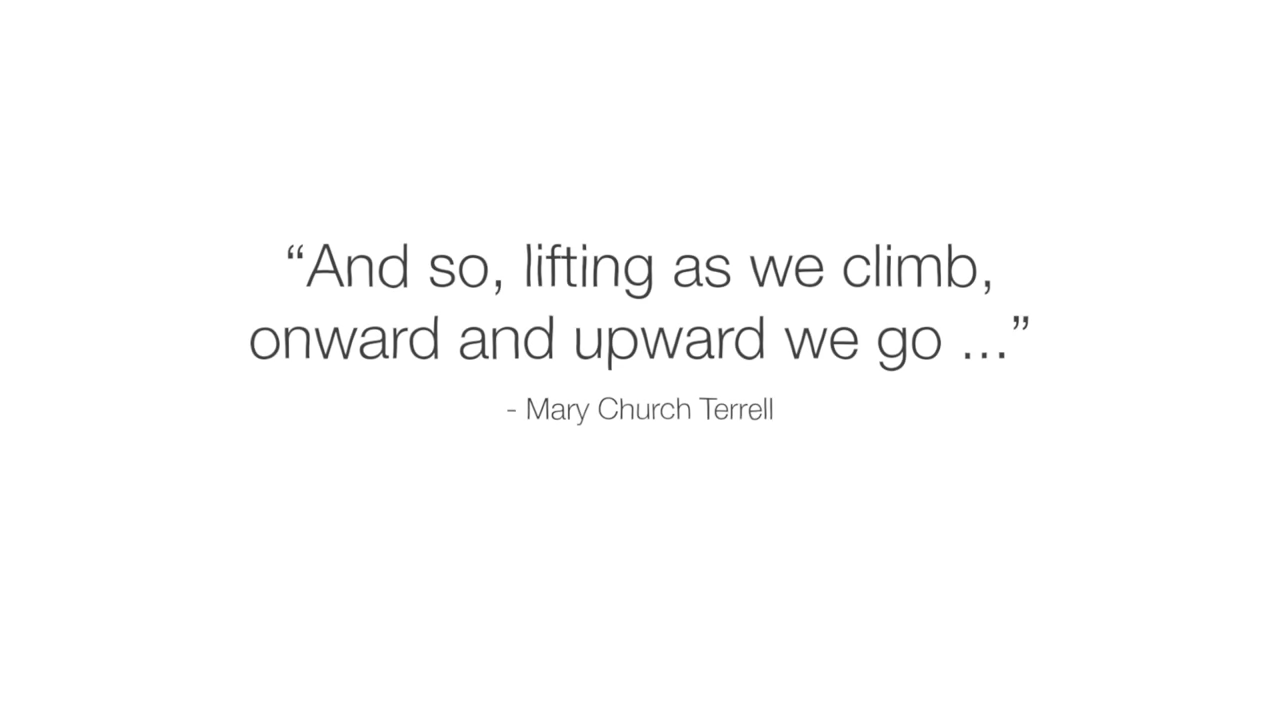 “And so, lifting as we climb,
onward and upward we go ...”
- Mary Church Terrell